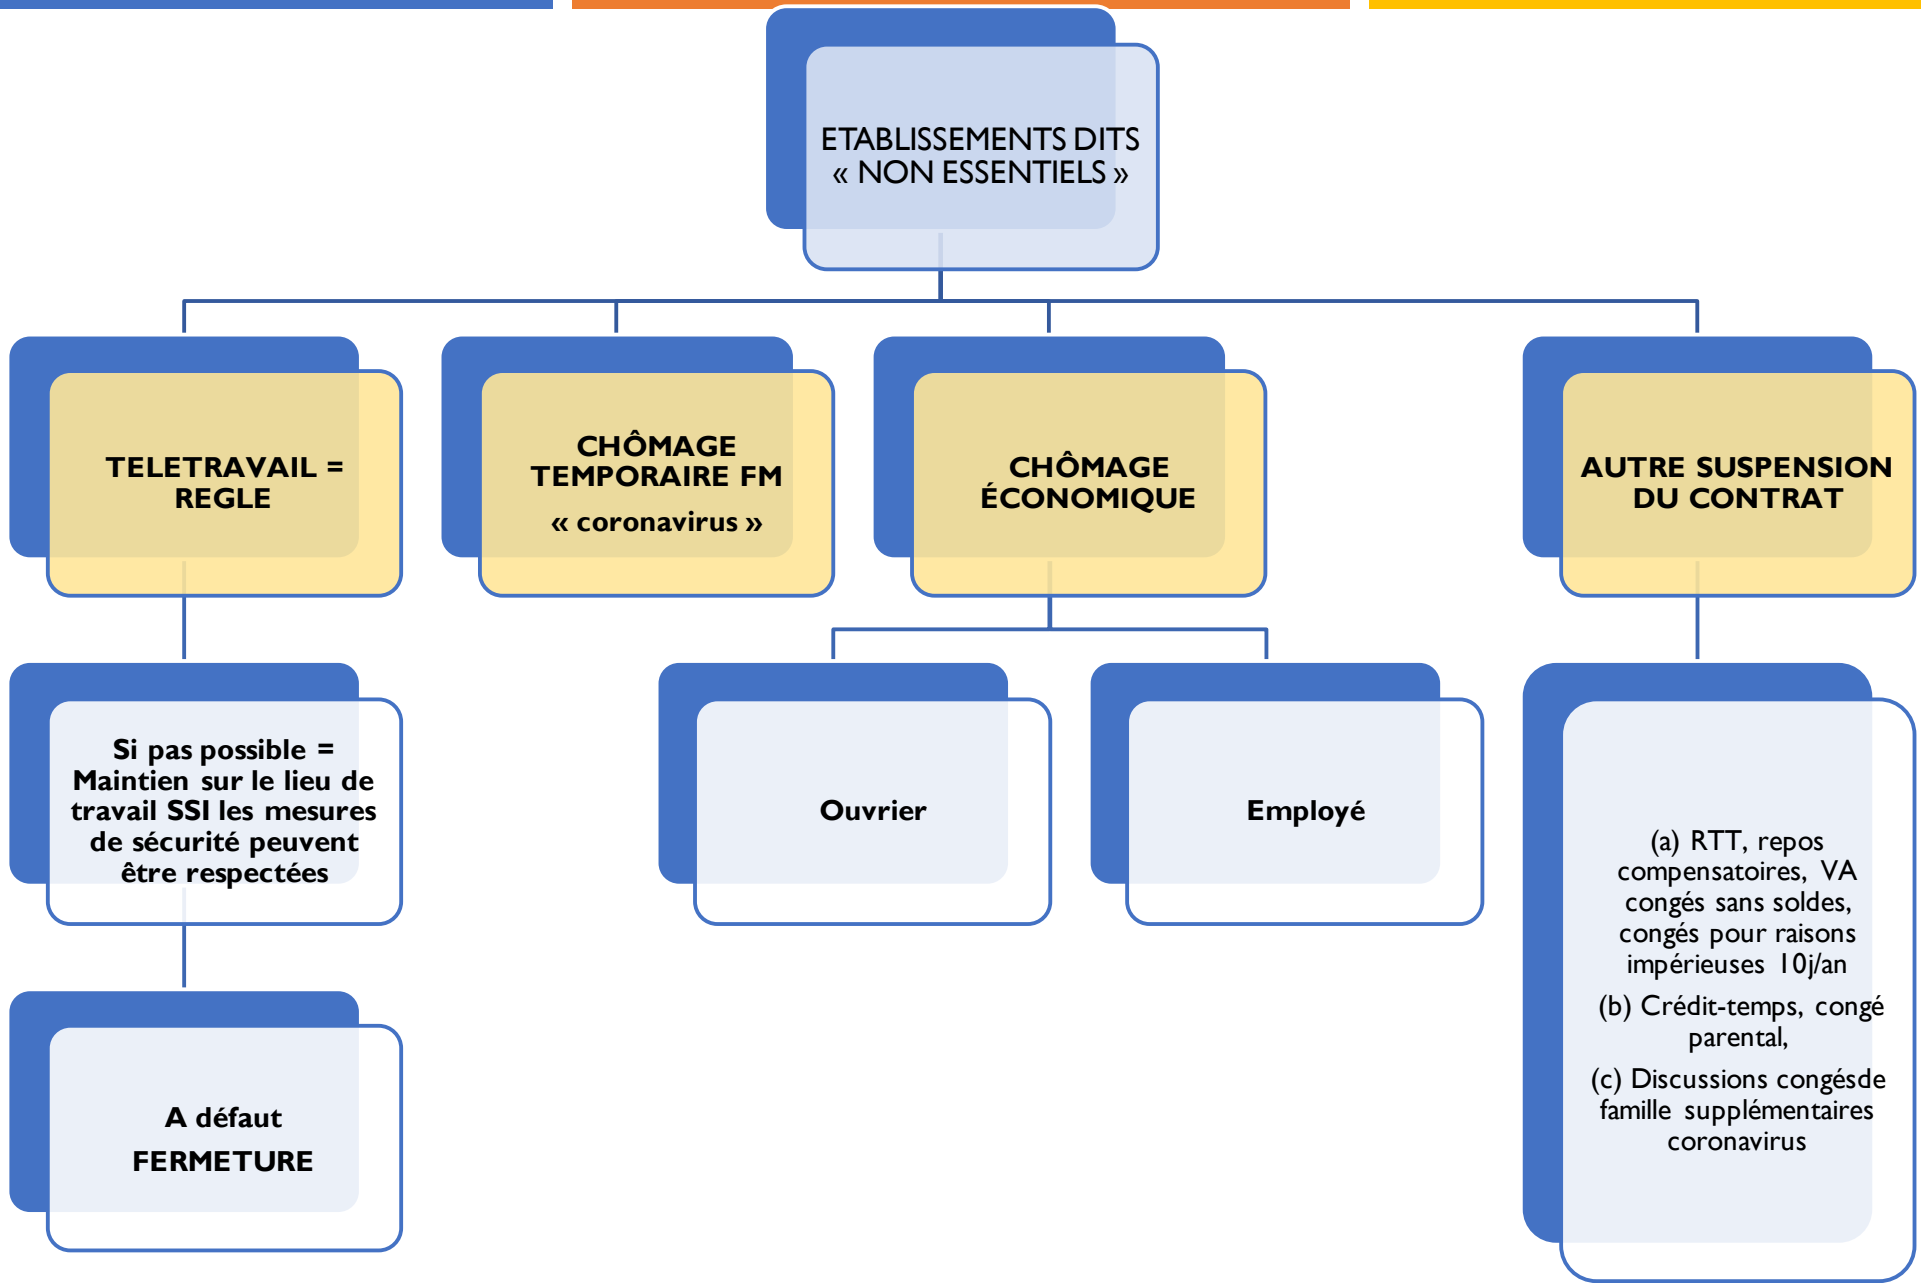 ETABLISSEMENTS DITS
« NON ESSENTIELS »
TELETRAVAIL =
REGLE
CHÔMAGE
TEMPORAIRE FM
« coronavirus »
CHÔMAGE
ÉCONOMIQUE
AUTRE SUSPENSION
DU CONTRAT
Si pas possible =
Maintien sur le lieu de
travail SSI les mesures
de sécurité peuvent
être respectées
Ouvrier
Employé
(a) RTT, repos
compensatoires, VA
congés sans soldes,
congés pour raisons
impérieuses 10j/an
(b) Crédit-temps, congé
parental,
(c) Discussions congésde
famille supplémentaires
coronavirus
A défaut
FERMETURE